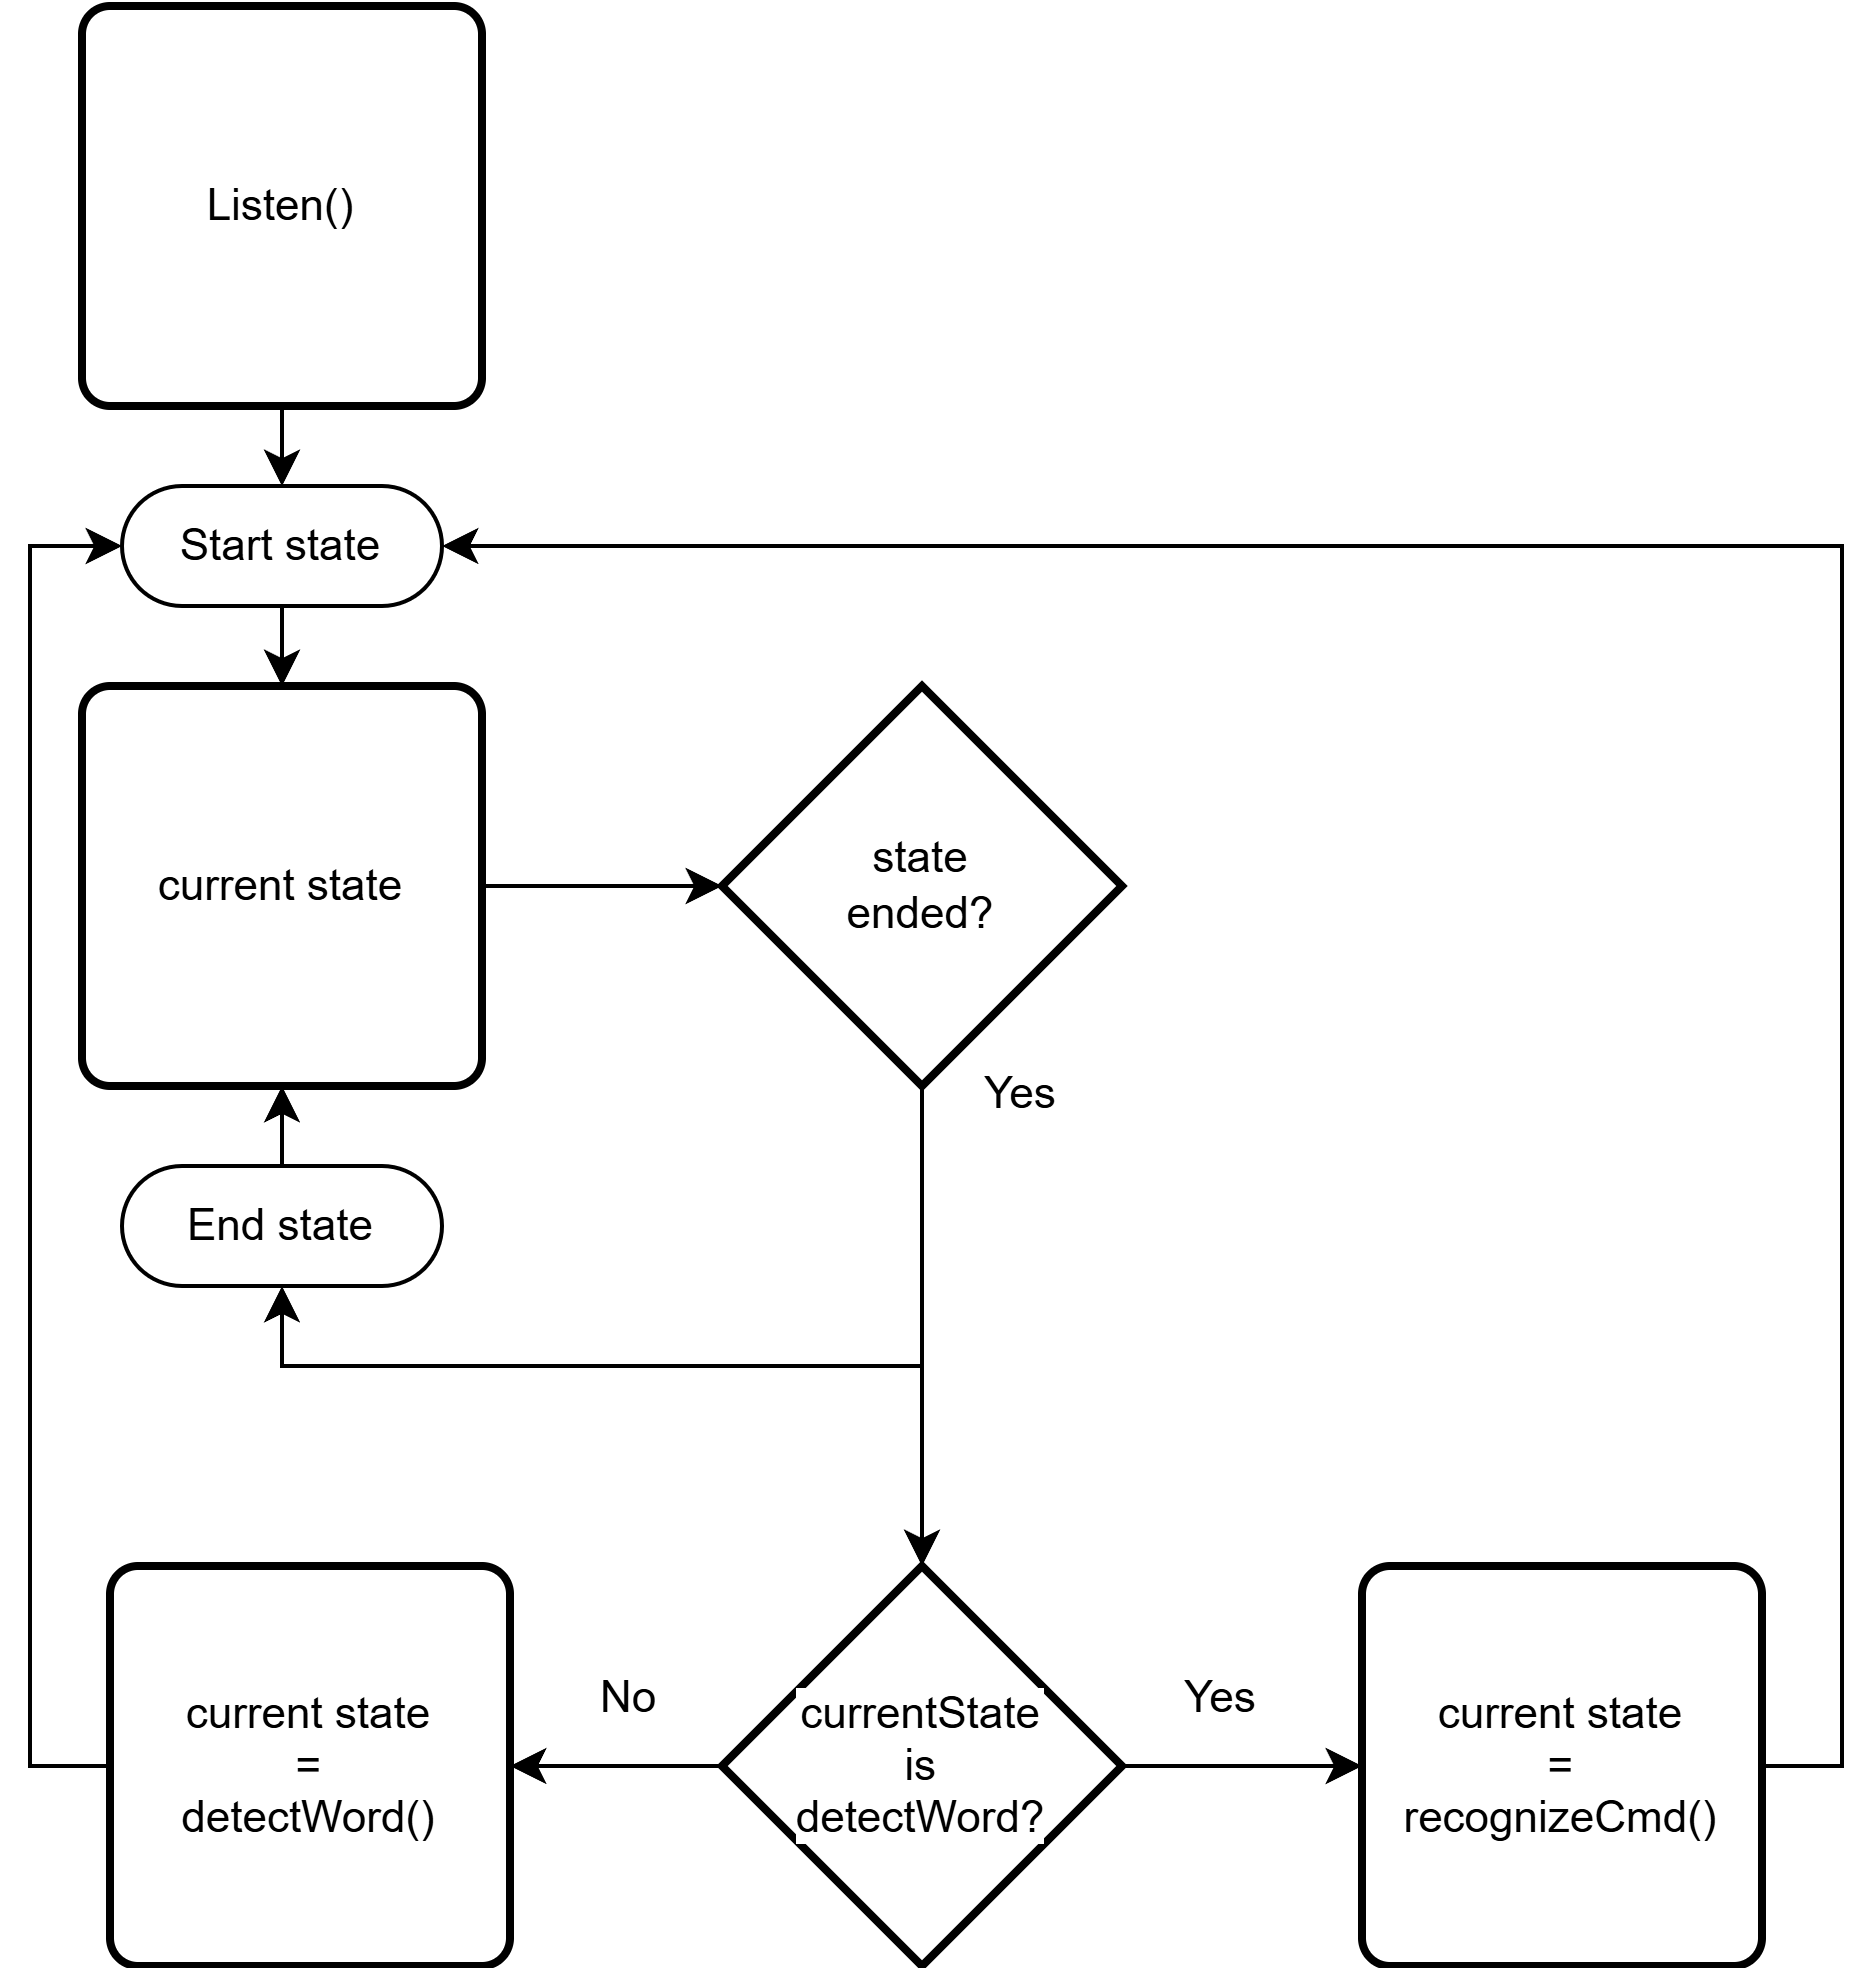 Listen()
Start state
current state
state
ended?
Yes
End state
No
Yes
current state
=
detectWord()
currentState
is
detectWord?
current state
=
recognizeCmd()